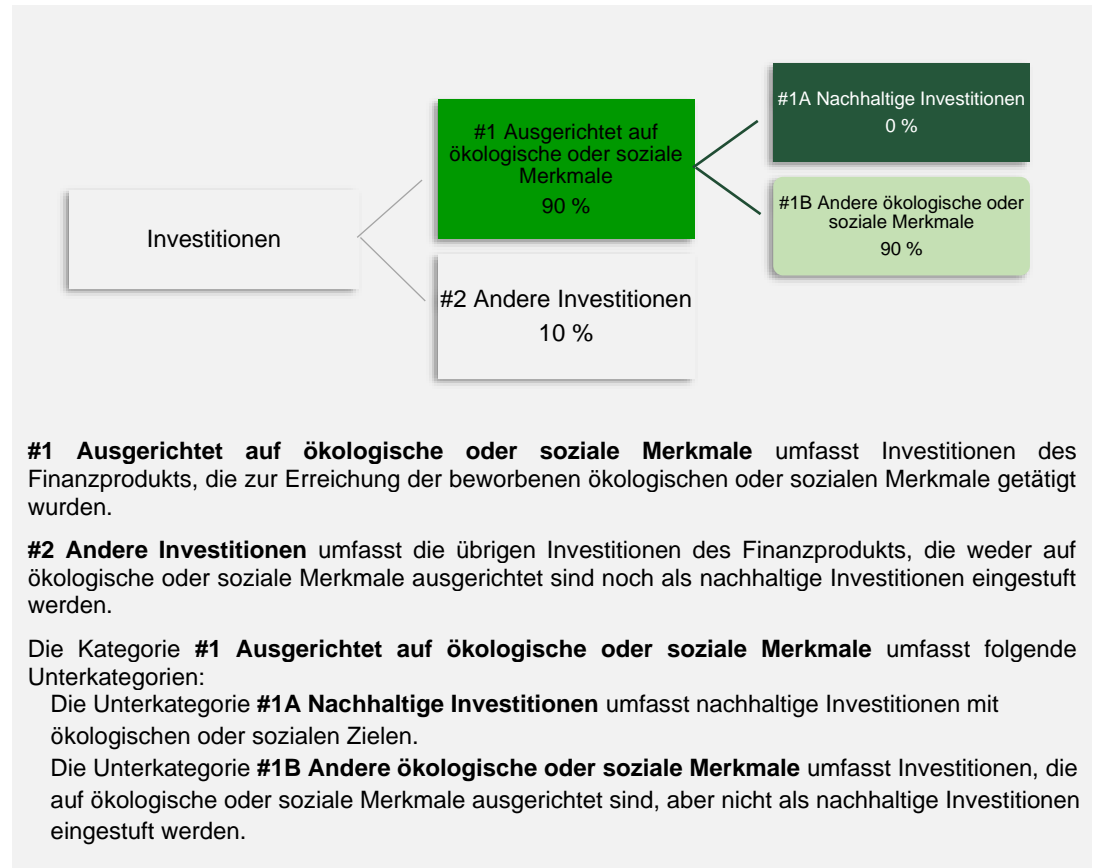 #1A Nachhaltige Investitionen
0 %
#1 Ausgerichtet auf
ökologische oder soziale
Merkmale
90 %
#1B Andere ökologische oder
soziale Merkmale
90 %
Investitionen
#2 Andere Investitionen
10 %
#1 Ausgerichtet auf ökologische oder soziale Merkmale umfasst Investitionen des
Finanzprodukts, die zur Erreichung der beworbenen ökologischen oder sozialen Merkmale getätigt
wurden.
#2 Andere Investitionen umfasst die übrigen Investitionen des Finanzprodukts, die weder auf
ökologische oder soziale Merkmale ausgerichtet sind noch als nachhaltige Investitionen eingestuft
werden.
Die Kategorie #1 Ausgerichtet auf ökologische oder soziale Merkmale umfasst folgende
Unterkategorien:
Die Unterkategorie #1A Nachhaltige Investitionen umfasst nachhaltige Investitionen mit
ökologischen oder sozialen Zielen.
Die Unterkategorie #1B Andere ökologische oder soziale Merkmale umfasst Investitionen, die
auf ökologische oder soziale Merkmale ausgerichtet sind, aber nicht als nachhaltige Investitionen
eingestuft werden.